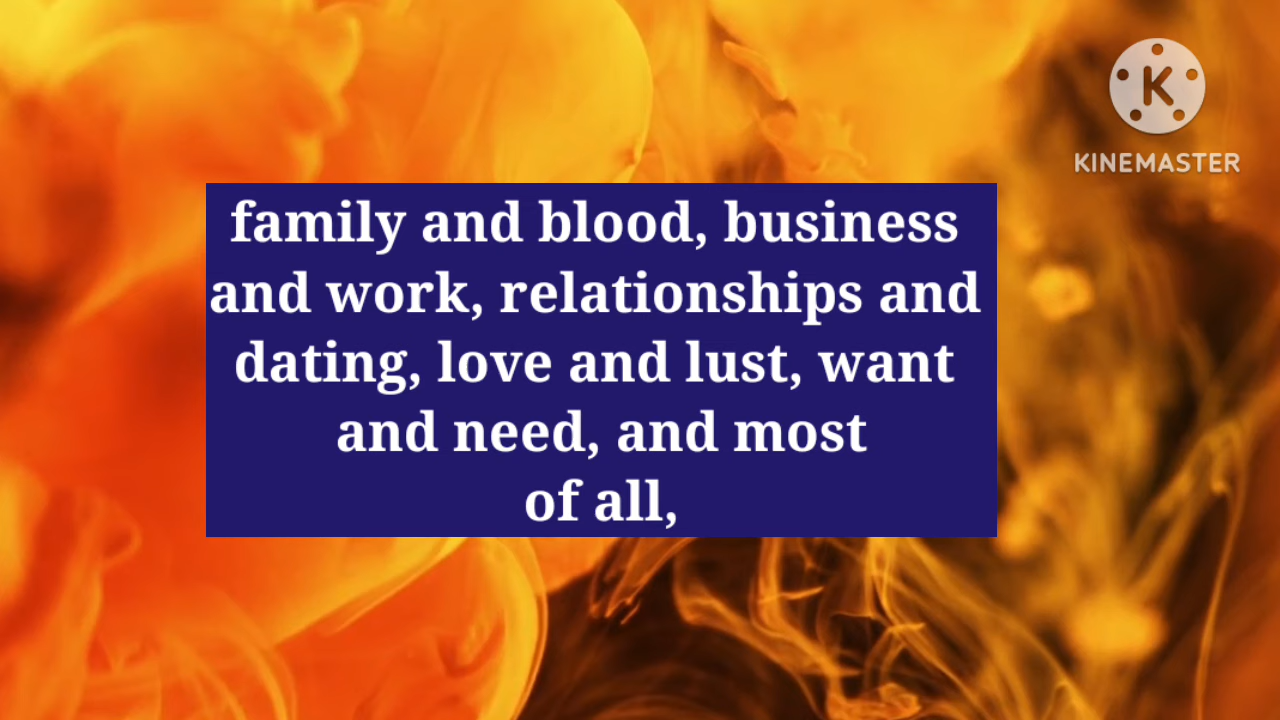 K
KINEMASTER
family and blood, business
and work, relationships and
dating, love and lust, want
and need, and most
of all,